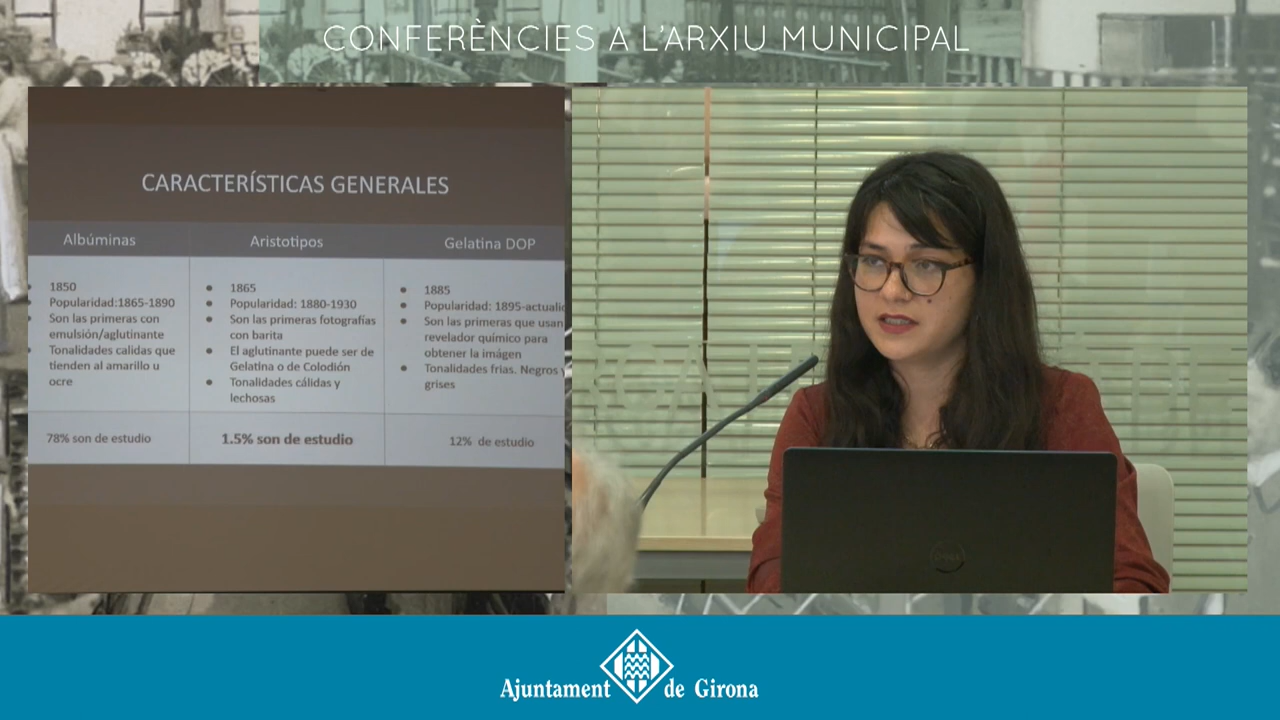 CONFERÈNCIES A L'ARXIU MUNICIPAL
CARACTERÍSTICAS GENERALES
Albúminas
1850
Popularidad:1865-1890
Son las primeras con
emulsión/aglutinante
Tonalidades calidas que
tienden al amarillo u
ocre
78% son de estudio
Aristotipos
1865
Popularidad: 1880-1930
Son las primeras fotografías
con barita
El aglutinante puede ser de
Gelatina o de Colodión
Tonalidades cálidas y
lechosas
1.5% son de estudio
Gelatina DOP
1885
Popularidad: 1895-actualid
Son las primeras que usan
revelador químico para
obtener la imágen
Tonalidades frias. Negros y
grises
12% de estudio
DELL
Ajuntament de Girona